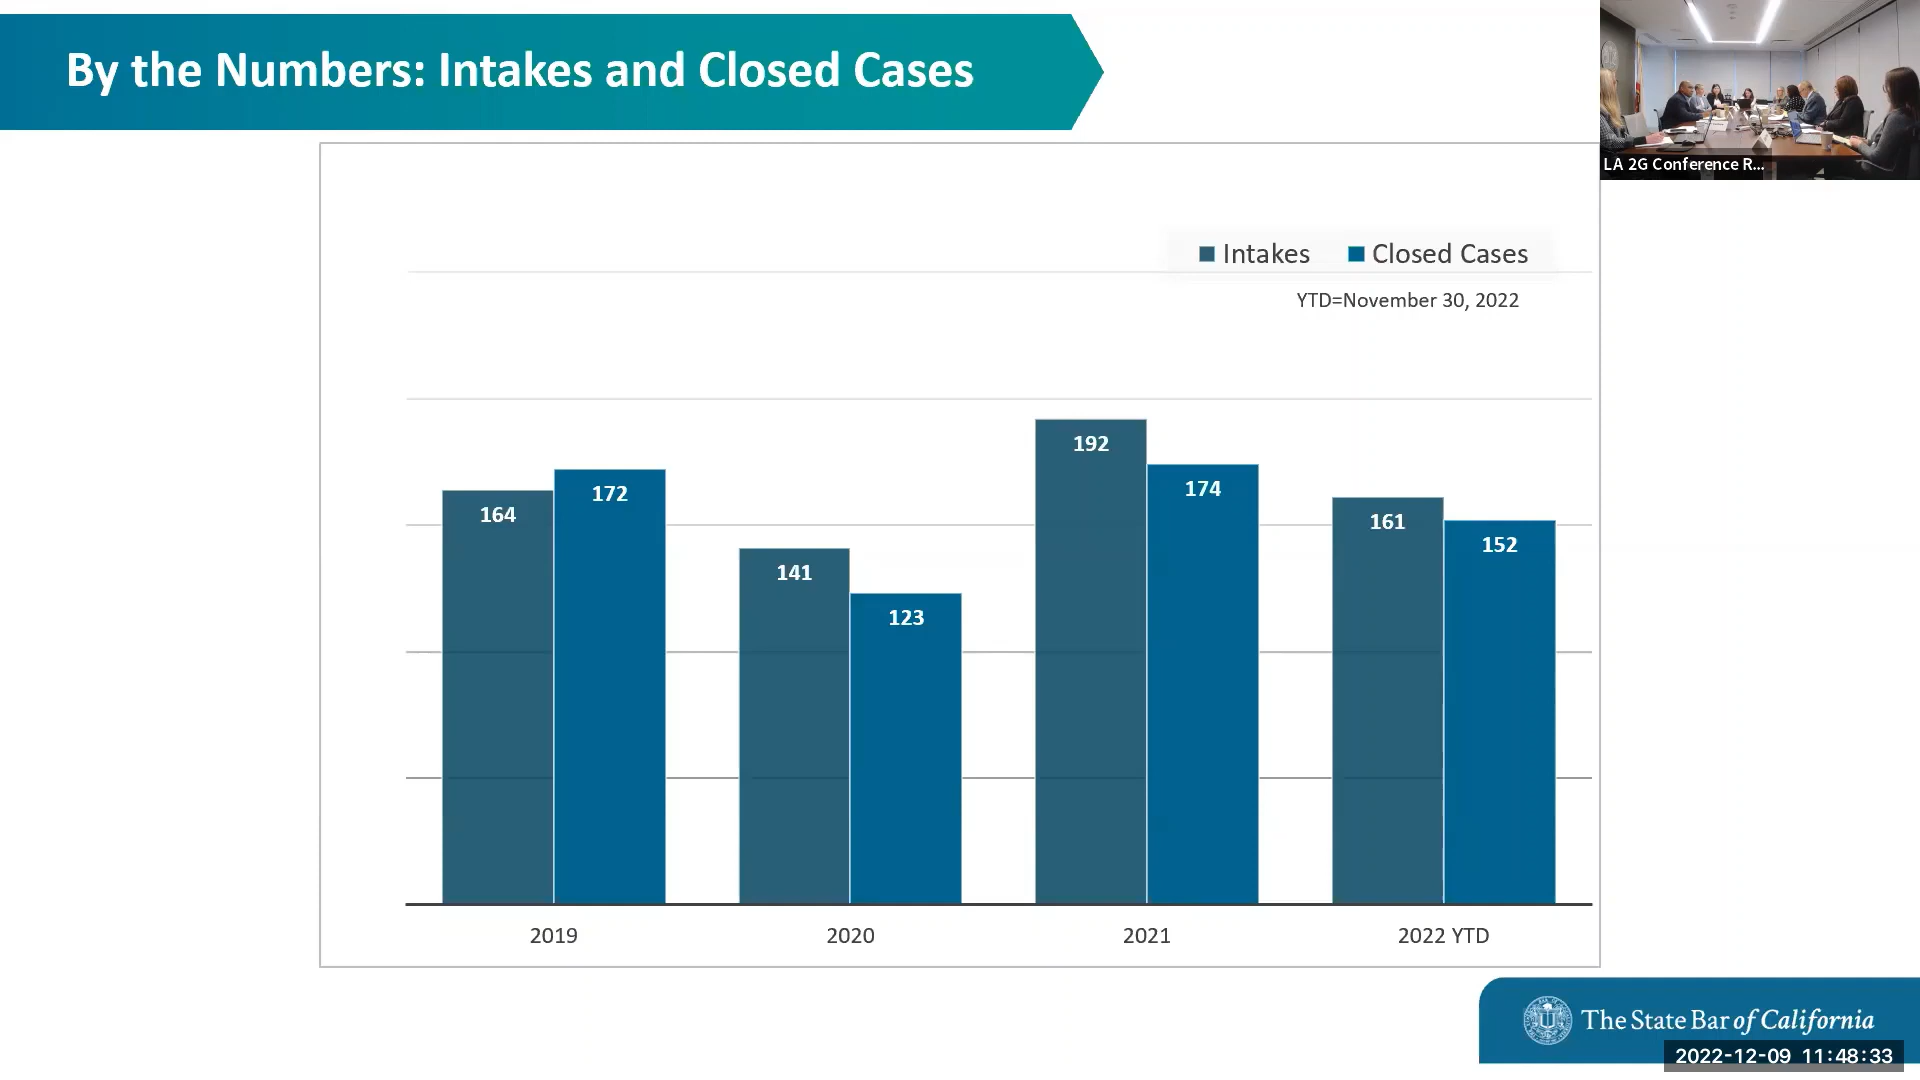 By the Numbers: Intakes and Closed Cases
LA 2G Conference R...
Intakes
Closed Cases
YTD=November 30, 2022
164
172
141
123
192
174
161
152
2019
2020
2021
2022 YTD
The State Bar of California
2022-12-09 11:48:33